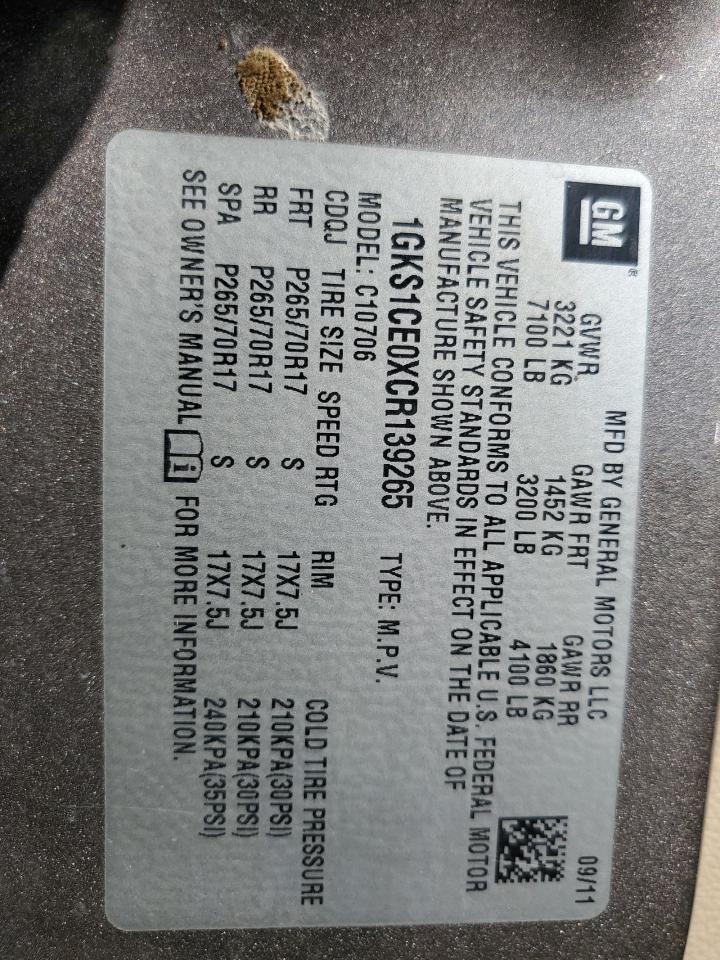 GM®
MFD BY GENERAL MOTORS LLC 09/11
GVWR GAWR FRT GAWR RR
3221 KG 1452 KG 1860 KG
7100 LB 3200 LB 4100 LB
THIS VEHICLE CONFORMS TO ALL APPLICABLE U.S. FEDERAL MOTOR
VEHICLE SAFETY STANDARDS IN EFFECT ON THE DATE OF
MANUFACTURE SHOWN ABOVE.
1GKS1CE0XCR139265 TYPE: M.P.V.
MODEL: C10706
CDQJ TIRE SIZE SPEED RTG RIM COLD TIRE PRESSURE
FRT P265/70R17 S 17X7.5J 210KPA(30PSI)
RR P265/70R17 S 17X7.5J 210KPA(30PSI)
SPA P265/70R17 S 17X7.5J 240KPA(35PSI)
SEE OWNER'S MANUAL i FOR MORE INFORMATION.